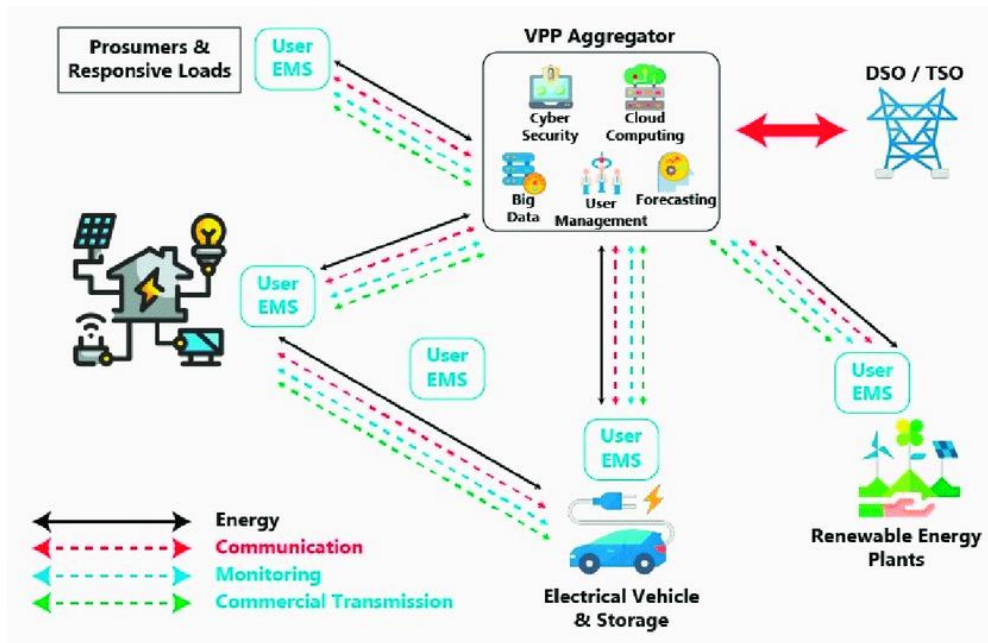 Prosumers &
Responsive Loads
User
EMS
VPP Aggregator
Cyber
Security
Cloud
Computing
Big
Data
User
Management
Forecasting
DSO / TSO
User
EMS
User
EMS
User
EMS
User
EMS
Renewable Energy
Plants
Electrical Vehicle
& Storage
Energy
Communication
Monitoring
Commercial Transmission